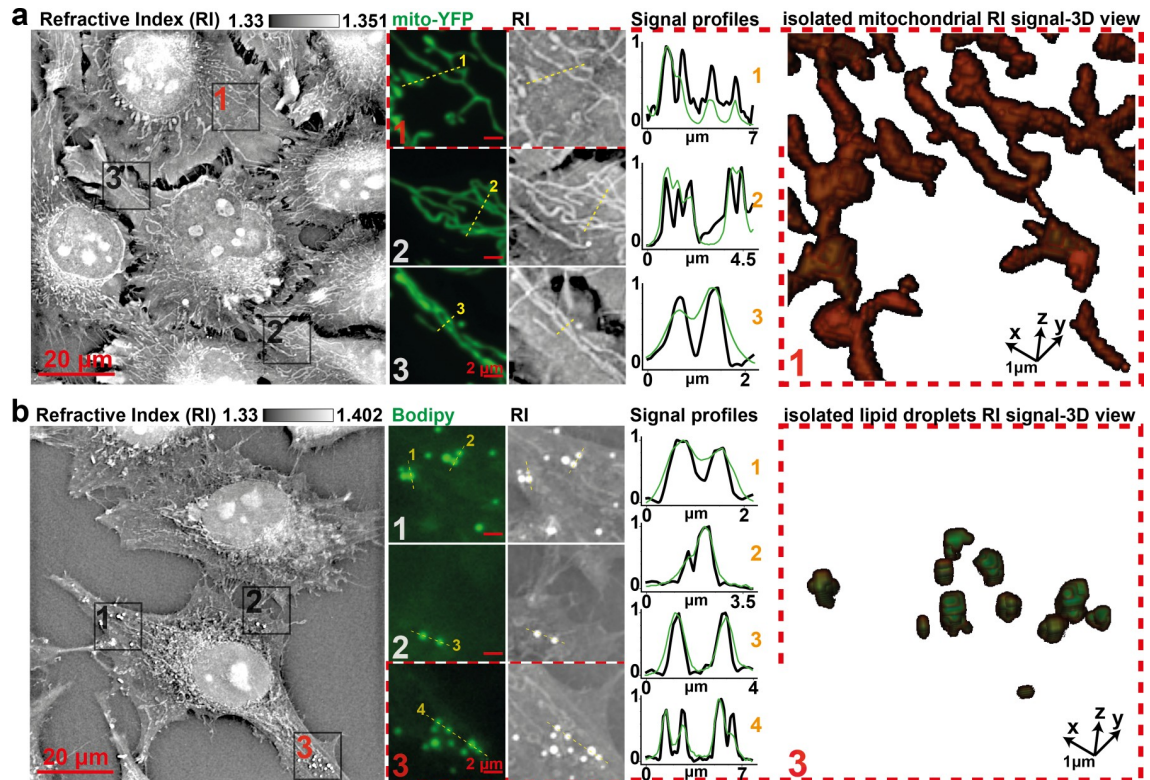 a
Refractive Index (RI) 1.33 1.351 mito-YFP RI Signal profiles isolated mitochondrial RI signal-3D view
1
3
2
20 µm
1
1
2
2
3
3
2 µm
1
0
0 µm 7
1
1
0
µm 4.5
2
1
0
0 µm 2
3
1
x z y
1µm
b
Refractive Index (RI) 1.33 1.402 Bodipy RI Signal profiles isolated lipid droplets RI signal-3D view
1
2
3
20 µm
1
2
1
3
2
4
3
2 µm
1
0
0 µm 2
1
1
0
0 µm 3.5
2
1
0
0 µm 4
3
1
0
0 µm 7
4
3
x z y
1µm